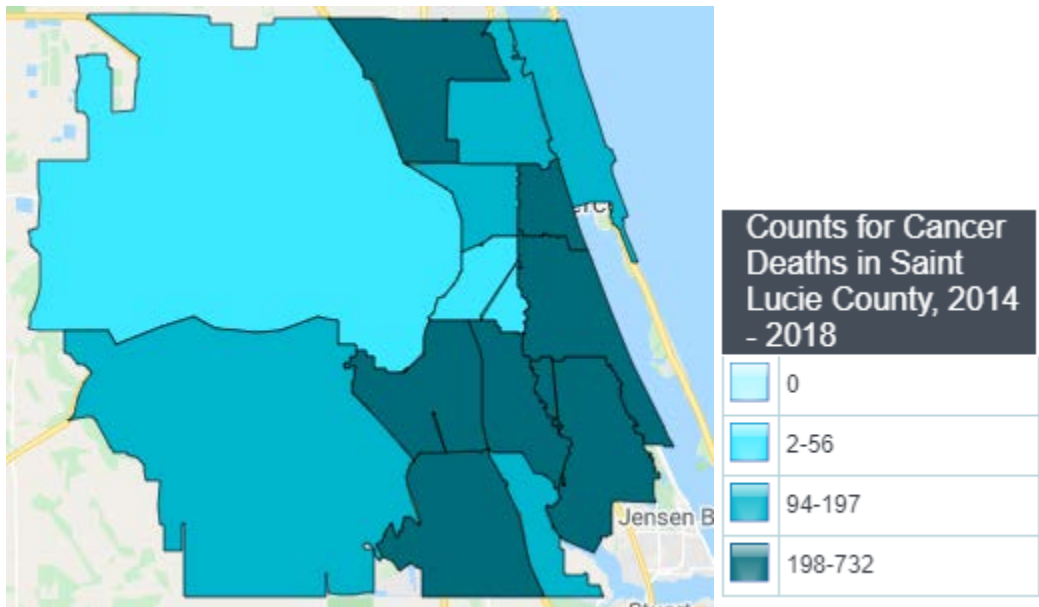 Counts for Cancer
Deaths in Saint
Lucie County, 2014
- 2018
0
2-56
94-197
198-732
Jensen B